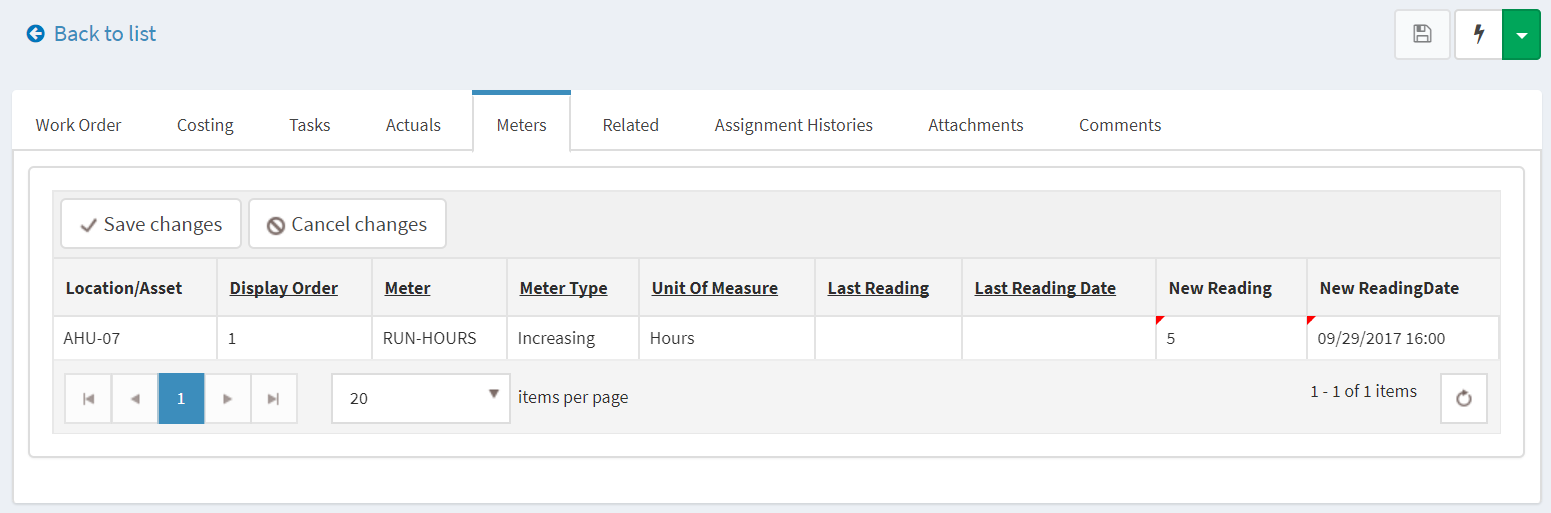 Back to list
Work Order Costing Tasks Actuals Meters Related Assignment Histories Attachments Comments
Save changes Cancel changes
Location/Asset Display Order Meter Meter Type Unit Of Measure Last Reading Last Reading Date New Reading New ReadingDate
AHU-07 1 RUN-HOURS Increasing Hours 5 09/29/2017 16:00
1 20 items per page 1 - 1 of 1 items